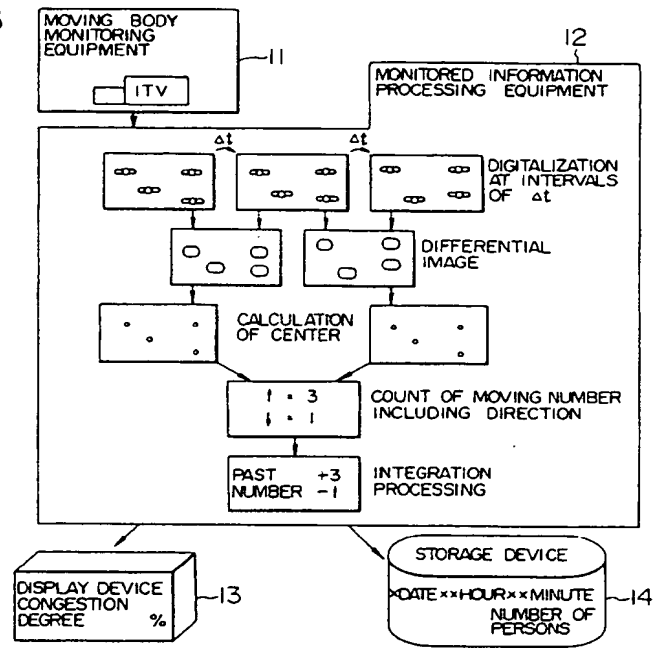 MOVING BODY
MONITORING
EQUIPMENT
11
ITV
12
MONITORED INFORMATION
PROCESSING EQUIPMENT
Δt
Δt
DIGITALIZATION
AT INTERVALS
OF Δt
DIFFERENTIAL
IMAGE
CALCULATION
OF CENTER
↑ = 3
↓ = 1
COUNT OF MOVING NUMBER
INCLUDING DIRECTION
PAST +3
NUMBER -1
INTEGRATION
PROCESSING
DISPLAY DEVICE
CONGESTION
DEGREE %
13
STORAGE DEVICE
×DATE××HOUR××MINUTE
NUMBER OF
PERSONS
14